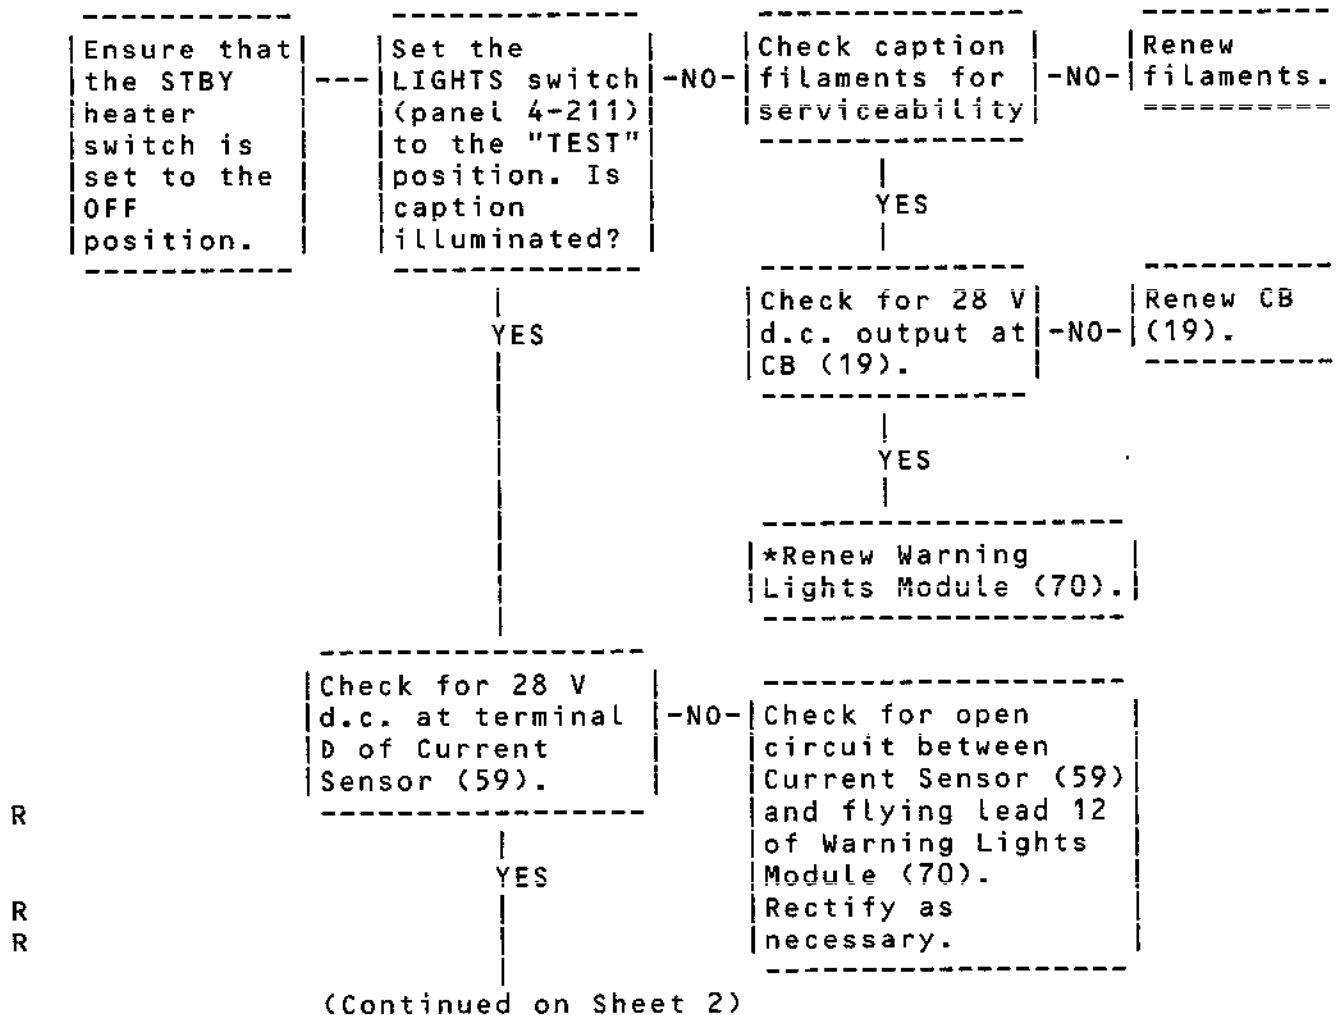 Ensure that
the STBY
heater
switch is
set to the
OFF
position.
Set the
LIGHTS switch
(panel 4-211)
to the "TEST"
position. Is
caption
illuminated?
-NO-
Check caption
filaments for
serviceability
-NO-
Renew
filaments.
YES
Check for 28 V
d.c. output at
CB (19).
-NO-
Renew CB
(19).
YES
*Renew Warning
Lights Module (70).
YES
Check for 28 V
d.c. at terminal
D of Current
Sensor (59).
-NO-
Check for open
circuit between
Current Sensor (59)
and flying lead 12
of Warning Lights
Module (70).
Rectify as
necessary.
R
R
R
YES
(Continued on Sheet 2)